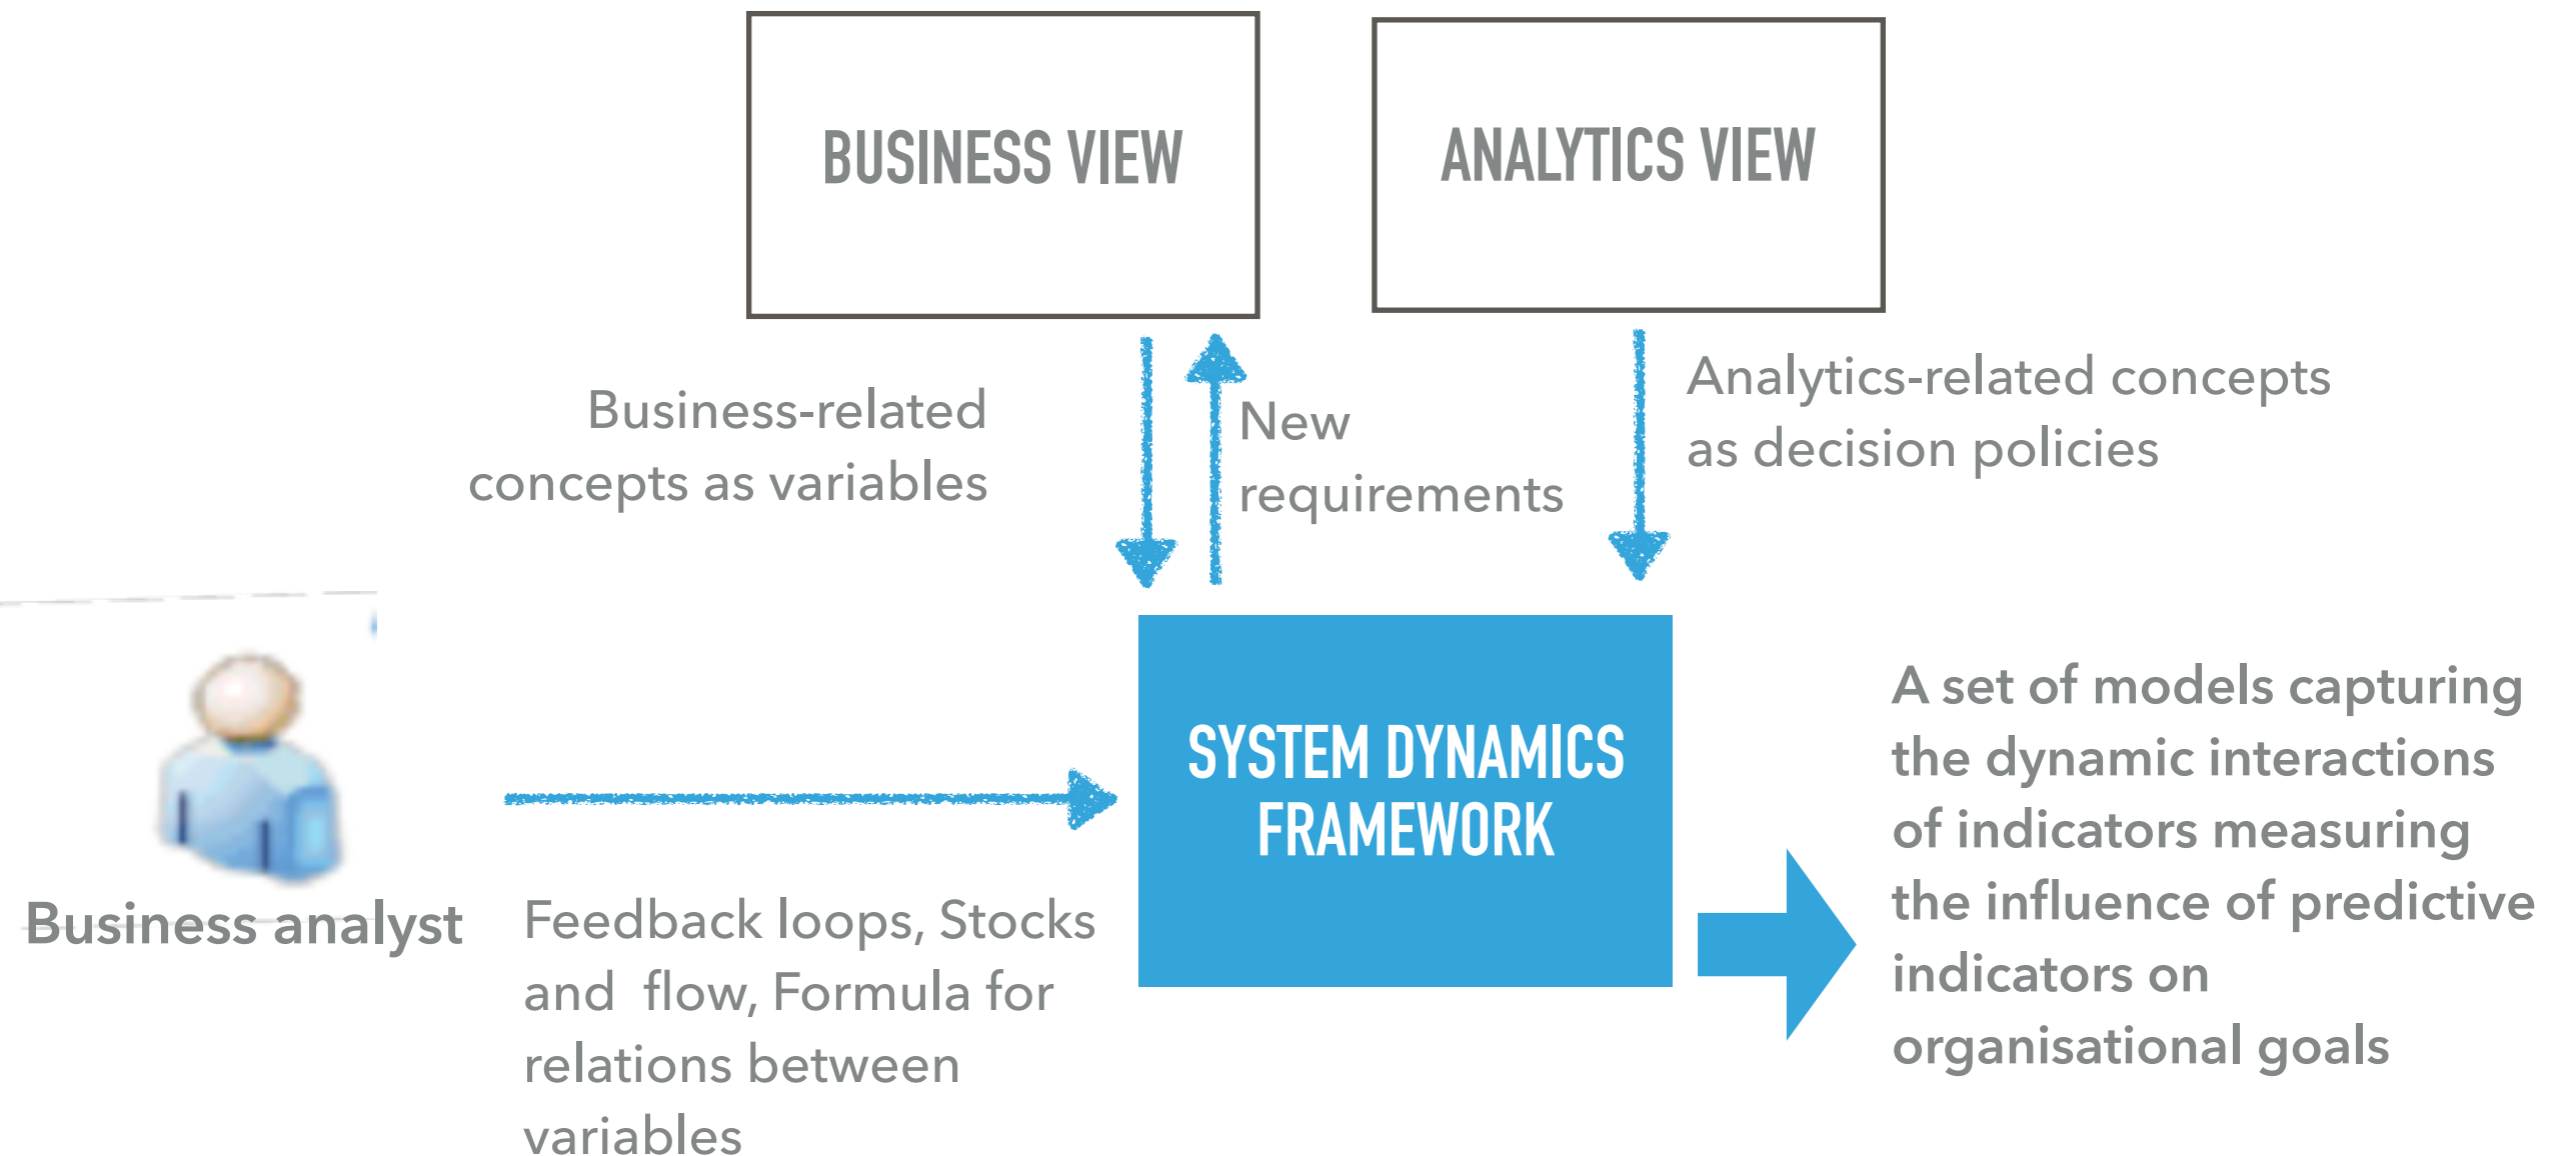 BUSINESS VIEW
ANALYTICS VIEW
Business-related
concepts as variables
New
requirements
Analytics-related concepts
as decision policies
Business analyst
Feedback loops, Stocks
and flow, Formula for
relations between
variables
SYSTEM DYNAMICS
FRAMEWORK
A set of models capturing
the dynamic interactions
of indicators measuring
the influence of predictive
indicators on
organisational goals